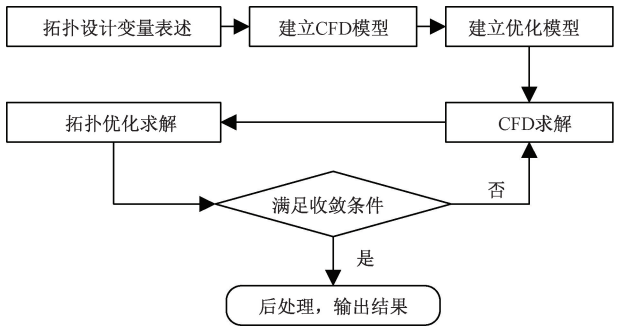 拓扑设计变量表述
建立CFD模型
建立优化模型
拓扑优化求解
CFD求解
满足收敛条件
否
是
后处理，输出结果